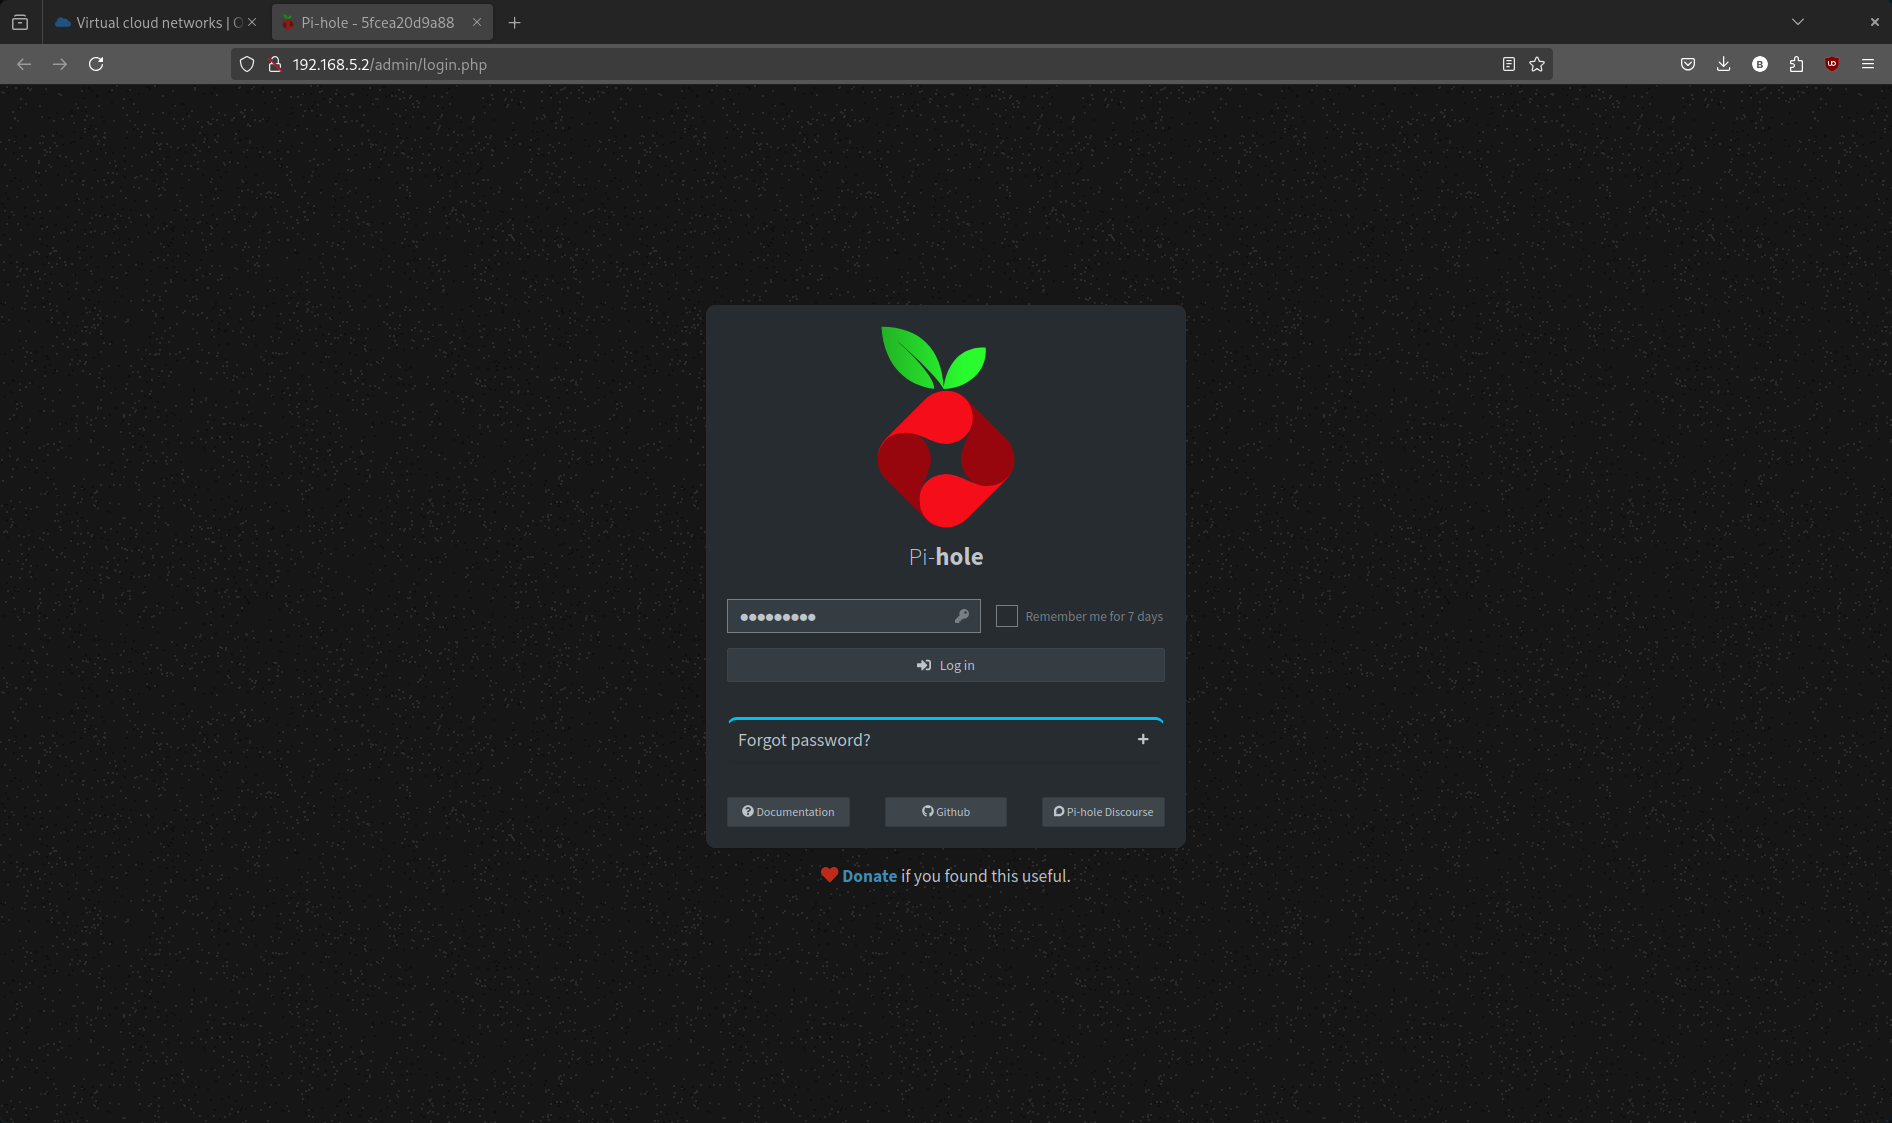 Virtual cloud networks | O
Pi-hole - 5fcea20d9a88
192.168.5.2/admin/login.php
B
Pi-hole
Remember me for 7 days
Log in
Forgot password?
Documentation
Github
Pi-hole Discourse
Donate if you found this useful.